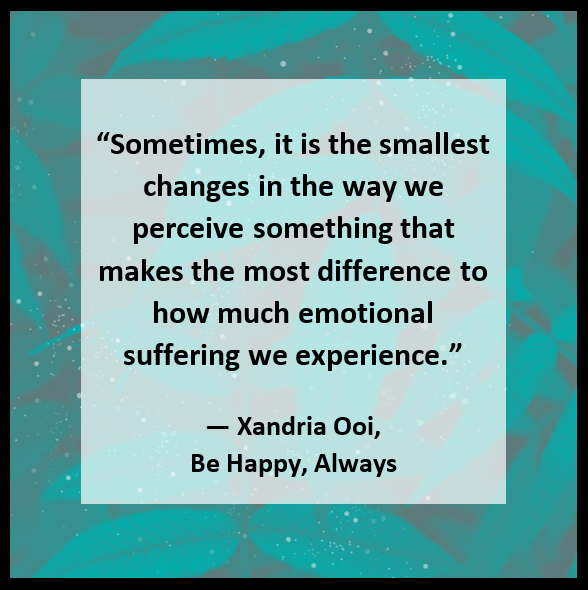 “Sometimes, it is the smallest
changes in the way we
perceive something that
makes the most difference to
how much emotional
suffering we experience.”
— Xandria Ooi,
Be Happy, Always